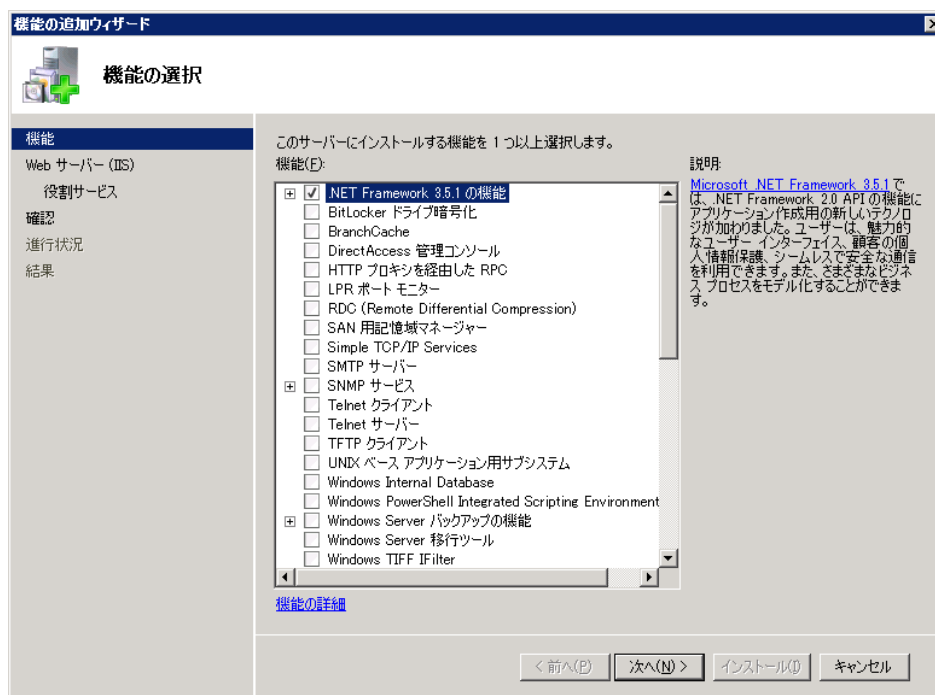 機能の追加ウィザード
機能の選択
機能
Web サーバー (IIS)
役割サービス
確認
進行状況
結果
このサーバーにインストールする機能を 1 つ以上選択します。
機能(F):
.NET Framework 3.5.1 の機能
BitLocker ドライブ暗号化
BranchCache
DirectAccess 管理コンソール
HTTP プロキシを経由した RPC
LPR ポート モニター
RDC (Remote Differential Compression)
SAN 用記憶域マネージャー
Simple TCP/IP Services
SMTP サーバー
SNMP サービス
Telnet クライアント
Telnet サーバー
TFTP クライアント
UNIX ベース アプリケーション用サブシステム
Windows Internal Database
Windows PowerShell Integrated Scripting Environment
Windows Server バックアップの機能
Windows Server 移行ツール
Windows TIFF IFilter
機能の詳細
説明:
Microsoft .NET Framework 3.5.1 で
は、.NET Framework 2.0 API の機能に
アプリケーション作成用の新しいテクノロ
ジが加わりました。ユーザーは、魅力的
なユーザー インターフェイス、顧客の個
人情報保護、シームレスで安全な通信
を利用できます。また、さまざまなビジネ
ス プロセスをモデル化することができま
す。
< 前へ(P)
次へ(N) >
インストール(I)
キャンセル